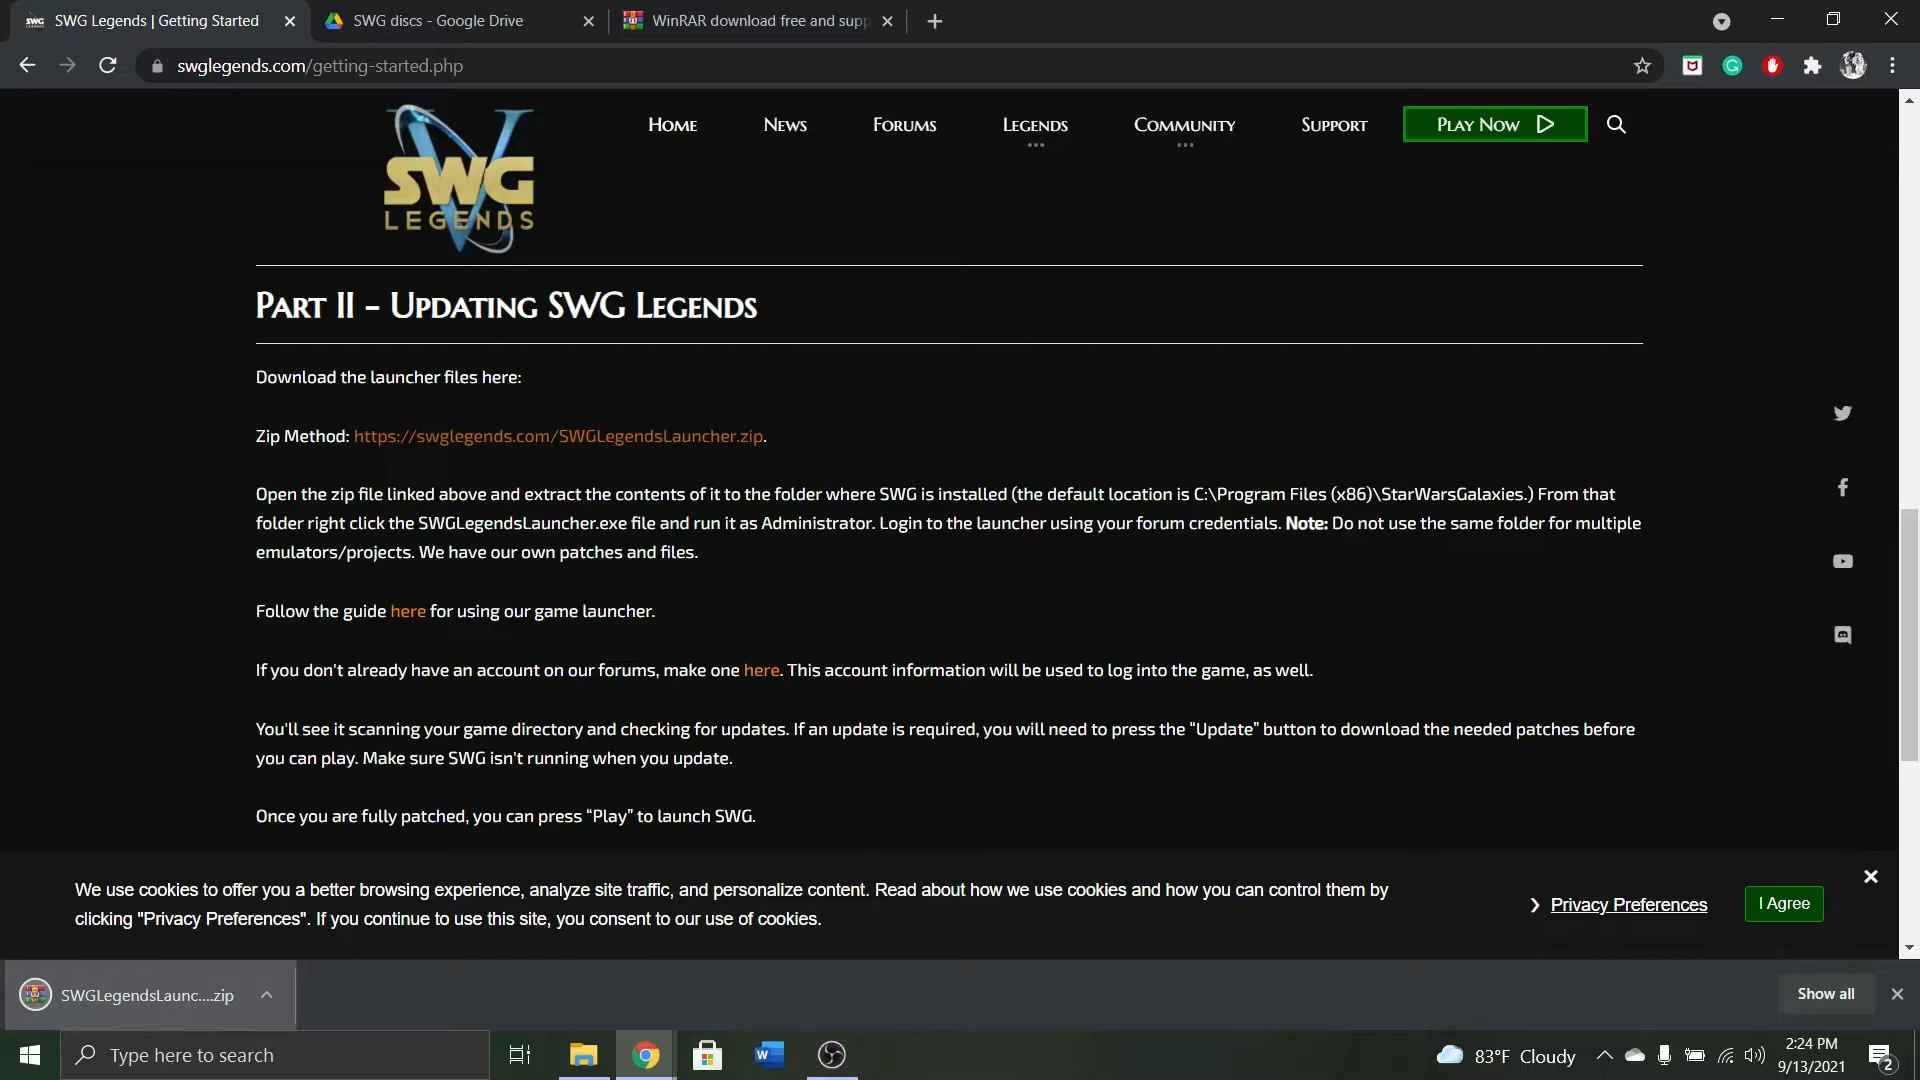 SWG Legends | Getting Started
SWG discs - Google Drive
WinRAR download free and supp
swglegends.com/getting-started.php
SWG
LEGENDS
Home
News
Forums
Legends
Community
Support
Play Now
Part II - Updating SWG Legends
Download the launcher files here:
Zip Method: https://swglegends.com/SWGLegendsLauncher.zip.
Open the zip file linked above and extract the contents of it to the folder where SWG is installed (the default location is C:\Program Files (x86)\StarWarsGalaxies.) From that
folder right click the SWGLegendsLauncher.exe file and run it as Administrator. Login to the launcher using your forum credentials. Note: Do not use the same folder for multiple
emulators/projects. We have our own patches and files.
Follow the guide here for using our game launcher.
If you don't already have an account on our forums, make one here. This account information will be used to log into the game, as well.
You'll see it scanning your game directory and checking for updates. If an update is required, you will need to press the “Update” button to download the needed patches before
you can play. Make sure SWG isn't running when you update.
Once you are fully patched, you can press “Play” to launch SWG.
We use cookies to offer you a better browsing experience, analyze site traffic, and personalize content. Read about how we use cookies and how you can control them by
clicking "Privacy Preferences". If you continue to use this site, you consent to our use of cookies.
Privacy Preferences
I Agree
SWGLegendsLaunc....zip
Show all
Type here to search
83°F Cloudy
2:24 PM
9/13/2021
2